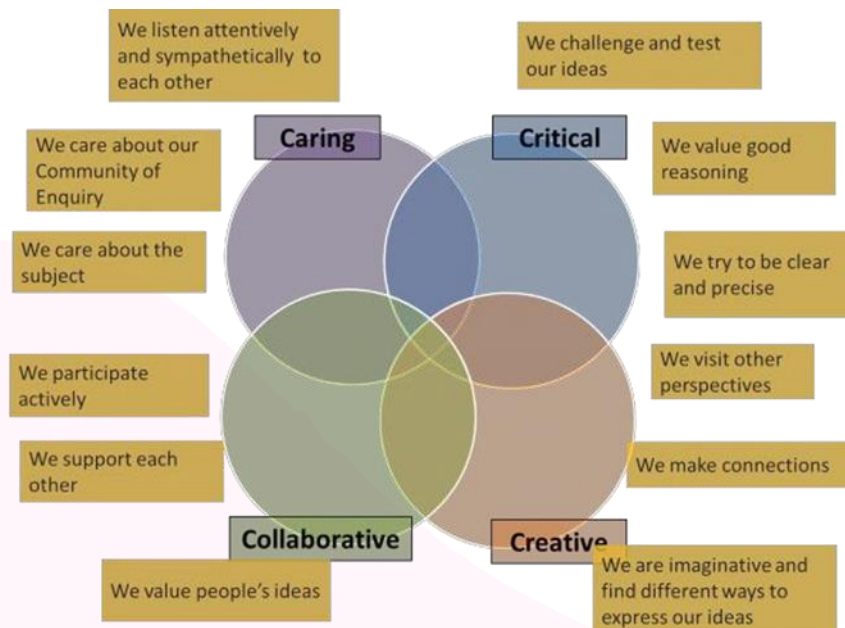 We listen attentively
and sympathetically to
each other
We challenge and test
our ideas
Caring
Critical
We care about our
Community of
Enquiry
We value good
reasoning
We care about the
subject
We try to be clear
and precise
We participate
actively
We visit other
perspectives
We support each
other
We make connections
Collaborative
Creative
We value people's ideas
We are imaginative and
find different ways to
express our ideas